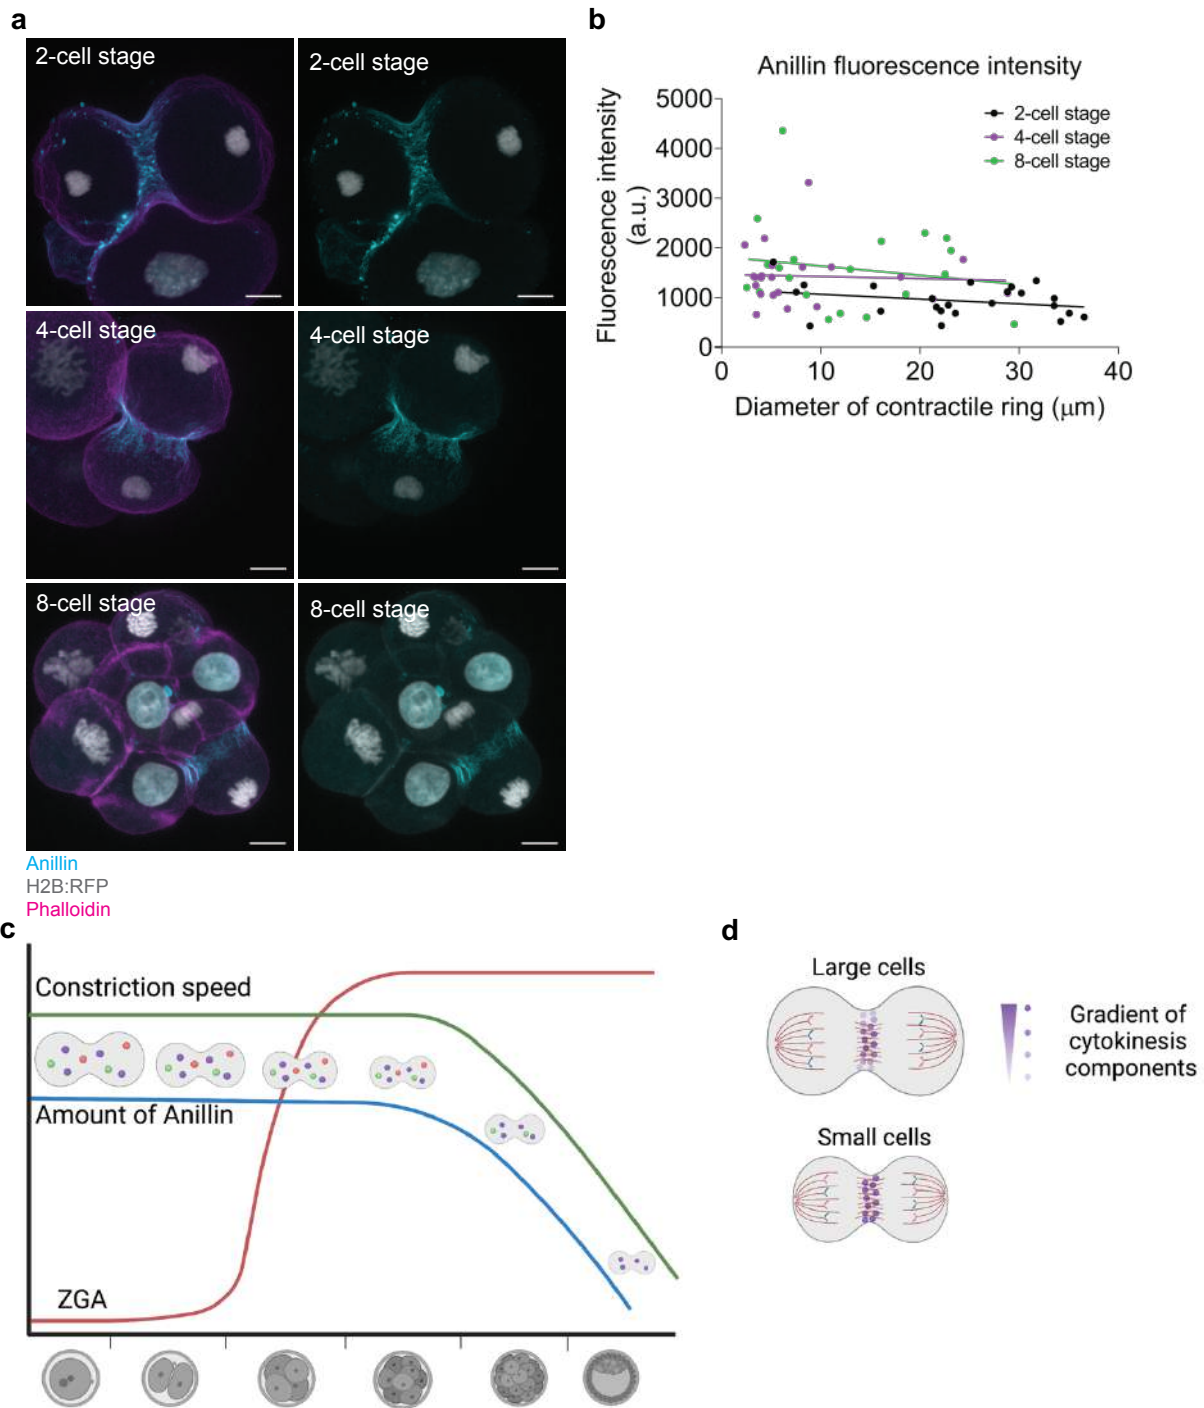 a
2-cell stage
2-cell stage
4-cell stage
4-cell stage
8-cell stage
8-cell stage
Anillin
H2B:RFP
Phalloidin
b
Anillin fluorescence intensity
Fluorescence intensity
(a.u.)
5000
4000
3000
2000
1000
0
2-cell stage
4-cell stage
8-cell stage
0 10 20 30 40
Diameter of contractile ring (μm)
c
Constriction speed
Amount of Anillin
ZGA
d
Large cells
Gradient of
cytokinesis
components
Small cells